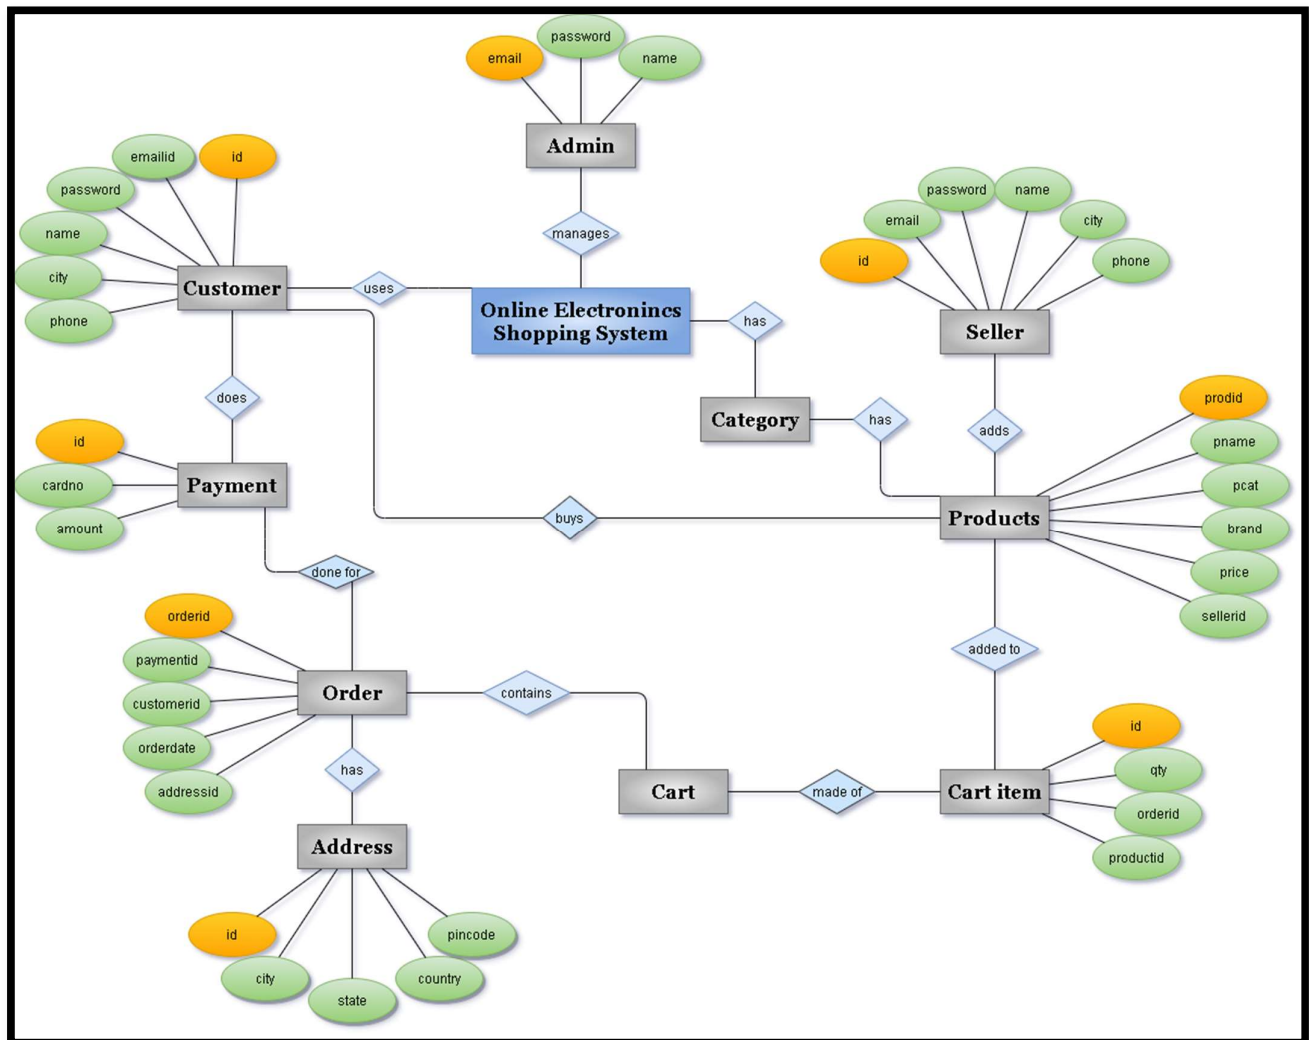 password
email
name
Admin
manages
emailid
id
password
name
city
phone
Customer
uses
Online Electronincs
Shopping System
has
Category
has
password
name
email
city
id
phone
Seller
adds
prodid
pname
pcat
brand
price
sellerid
Products
buys
does
id
cardno
amount
Payment
done for
orderid
paymentid
customerid
orderdate
addressid
Order
contains
added to
has
Cart
made of
Cart item
id
qty
orderid
productid
Address
id
city
state
country
pincode